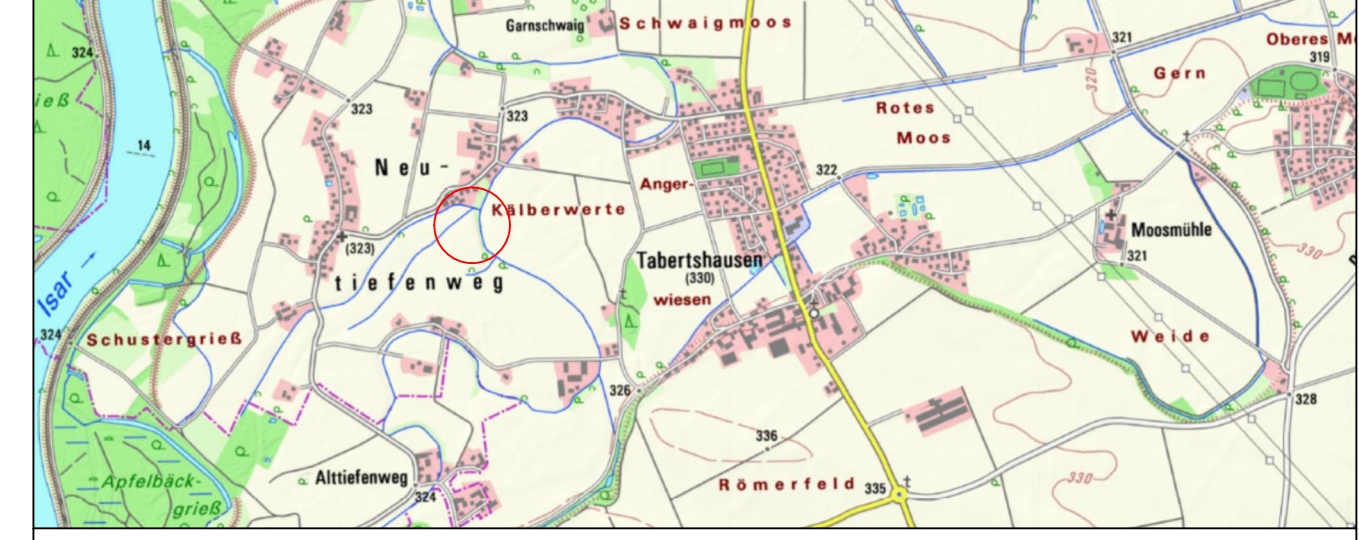 Garnschwaig
Schwaigmoos
321
Oberes M
324
319
ieß
Gern
320
323
323
Rotes
Moos
14
Neu-
322
Anger-
Kälberwerte
Moosmühle
(323)
330
Tabertshausen
321
(330)
tiefenweg
Isar
wiesen
324
Schustergrieß
Weide
326
328
336
Alttiefenweg
Apfelbäck-
grieß
324
Römerfeld
335
330